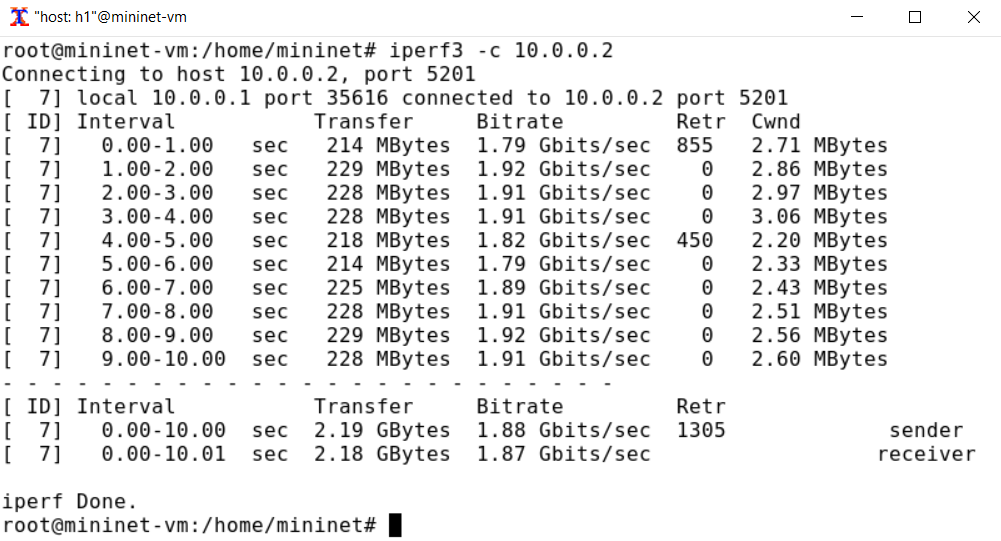 "host: h1"@mininet-vm
root@mininet-vm:/home/mininet# iperf3 -c 10.0.0.2
Connecting to host 10.0.0.2, port 5201
[  7] local 10.0.0.1 port 35616 connected to 10.0.0.2 port 5201
[ ID] Interval           Transfer     Bitrate         Retr  Cwnd
[  7]   0.00-1.00   sec   214 MBytes  1.79 Gbits/sec  855   2.71 MBytes
[  7]   1.00-2.00   sec   229 MBytes  1.92 Gbits/sec    0   2.86 MBytes
[  7]   2.00-3.00   sec   228 MBytes  1.91 Gbits/sec    0   2.97 MBytes
[  7]   3.00-4.00   sec   228 MBytes  1.91 Gbits/sec    0   3.06 MBytes
[  7]   4.00-5.00   sec   218 MBytes  1.82 Gbits/sec  450   2.20 MBytes
[  7]   5.00-6.00   sec   214 MBytes  1.79 Gbits/sec    0   2.33 MBytes
[  7]   6.00-7.00   sec   225 MBytes  1.89 Gbits/sec    0   2.43 MBytes
[  7]   7.00-8.00   sec   228 MBytes  1.91 Gbits/sec    0   2.51 MBytes
[  7]   8.00-9.00   sec   229 MBytes  1.92 Gbits/sec    0   2.56 MBytes
[  7]   9.00-10.00  sec   228 MBytes  1.91 Gbits/sec    0   2.60 MBytes
- - - - - - - - - - - - - - - - - - - - - - - - -
[ ID] Interval           Transfer     Bitrate         Retr
[  7]   0.00-10.00  sec  2.19 GBytes  1.88 Gbits/sec  1305             sender
[  7]   0.00-10.01  sec  2.18 GBytes  1.87 Gbits/sec                  receiver
iperf Done.
root@mininet-vm:/home/mininet#